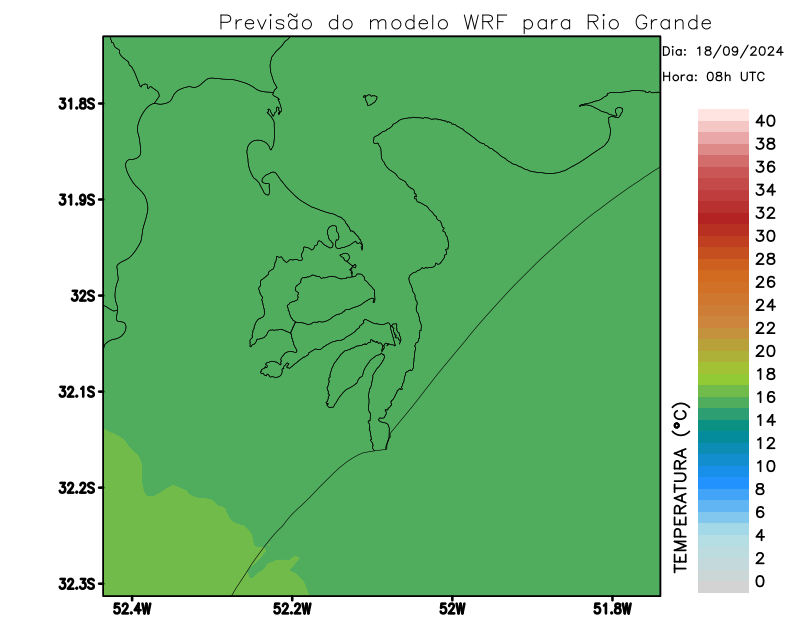 Previsão do modelo WRF para Rio Grande
Dia: 18/09/2024
Hora: 08h UTC
31.8S
31.9S
32S
32.1S
32.2S
32.3S
52.4W
52.2W
52W
51.8W
TEMPERATURA (°C)
40
38
36
34
32
30
28
26
24
22
20
18
16
14
12
10
8
6
4
2
0